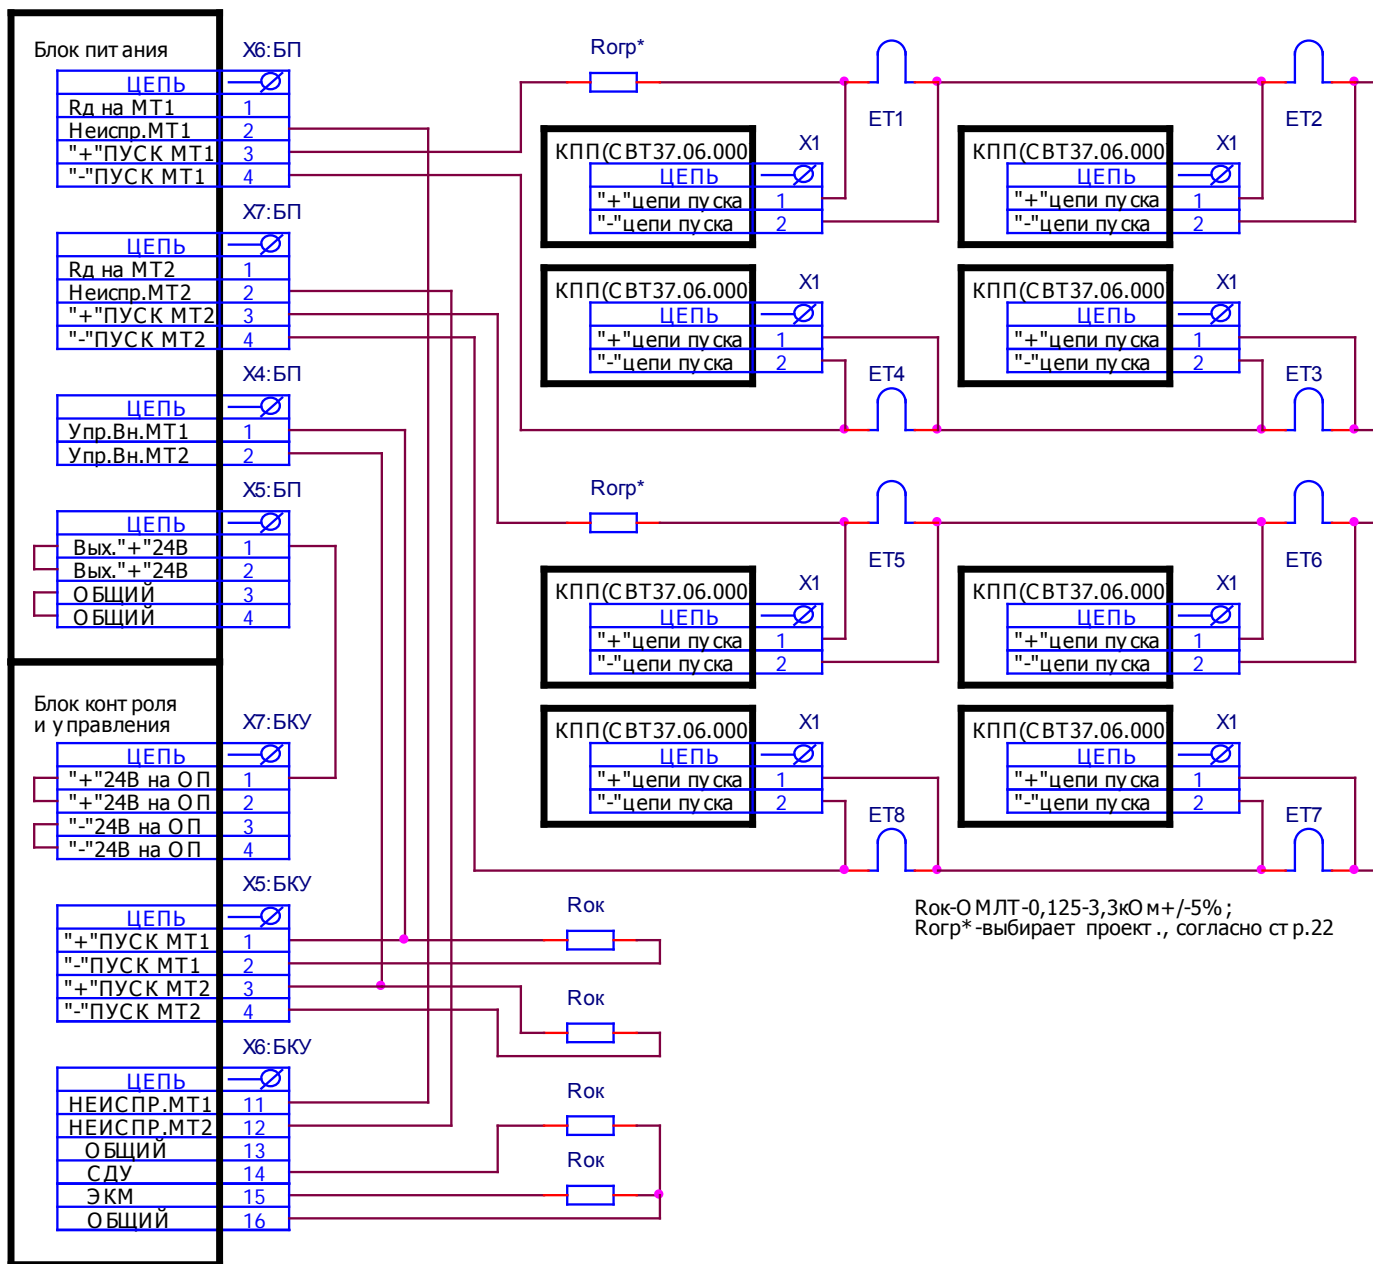 Блок питания
X6:БП
ЦЕПЬ
Rд на МТ1 1
Неиспр.МТ1 2
"+"ПУСК МТ1 3
"-"ПУСК МТ1 4
X7:БП
ЦЕПЬ
Rд на МТ2 1
Неиспр.МТ2 2
"+"ПУСК МТ2 3
"-"ПУСК МТ2 4
X4:БП
ЦЕПЬ
Упр.Вн.МТ1 1
Упр.Вн.МТ2 2
X5:БП
ЦЕПЬ
Вых."+"24В 1
Вых."+"24В 2
ОБЩИЙ 3
ОБЩИЙ 4
Блок контроля
и управления
X7:БКУ
ЦЕПЬ
"+"24В на ОП 1
"+"24В на ОП 2
"-"24В на ОП 3
"-"24В на ОП 4
X5:БКУ
ЦЕПЬ
"+"ПУСК МТ1 1
"-"ПУСК МТ1 2
"+"ПУСК МТ2 3
"-"ПУСК МТ2 4
X6:БКУ
ЦЕПЬ
НЕИСПР.МТ1 11
НЕИСПР.МТ2 12
ОБЩИЙ 13
СДУ 14
ЭКМ 15
ОБЩИЙ 16
Rогр*
ET1
ET2
КПП(СВТ37.06.000
X1
ЦЕПЬ
"+"цепи пуска 1
"-"цепи пуска 2
КПП(СВТ37.06.000
X1
ЦЕПЬ
"+"цепи пуска 1
"-"цепи пуска 2
КПП(СВТ37.06.000
X1
ЦЕПЬ
"+"цепи пуска 1
"-"цепи пуска 2
КПП(СВТ37.06.000
X1
ЦЕПЬ
"+"цепи пуска 1
"-"цепи пуска 2
ET4
ET3
Rогр*
ET5
ET6
КПП(СВТ37.06.000
X1
ЦЕПЬ
"+"цепи пуска 1
"-"цепи пуска 2
КПП(СВТ37.06.000
X1
ЦЕПЬ
"+"цепи пуска 1
"-"цепи пуска 2
КПП(СВТ37.06.000
X1
ЦЕПЬ
"+"цепи пуска 1
"-"цепи пуска 2
КПП(СВТ37.06.000
X1
ЦЕПЬ
"+"цепи пуска 1
"-"цепи пуска 2
ET8
ET7
Rок
Rок
Rок
Rок
Rок-ОМЛТ-0,125-3,3кОм+/-5%;
Rогр*-выбирает проект., согласно стр.22